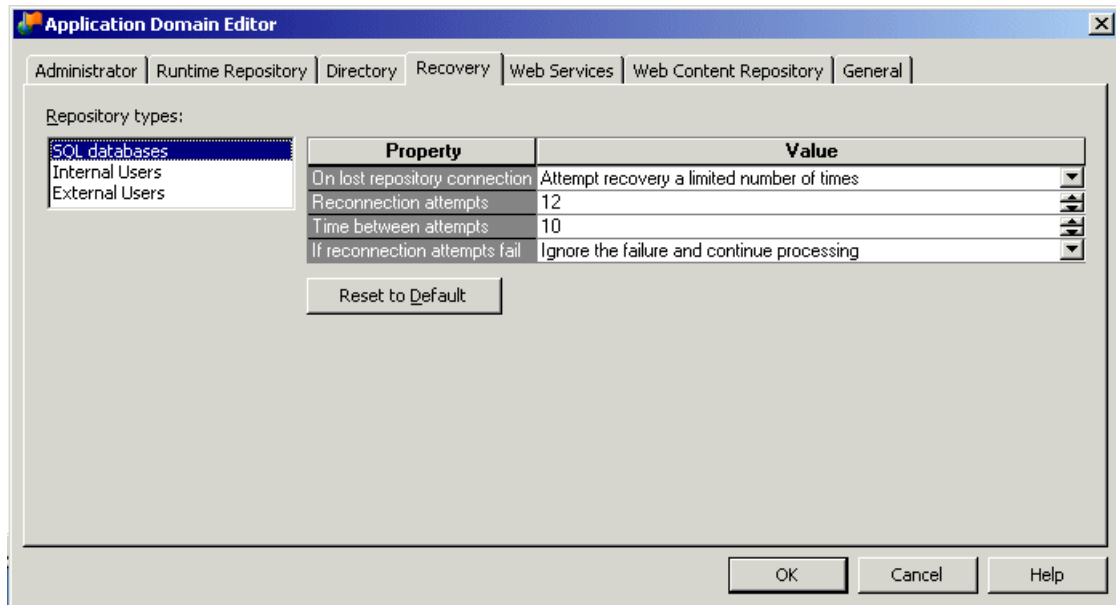 Application Domain Editor
Administrator Runtime Repository Directory Recovery Web Services Web Content Repository General
Repository types:
SQL databases
Internal Users
External Users
Property Value
On lost repository connection Attempt recovery a limited number of times
Reconnection attempts 12
Time between attempts 10
If reconnection attempts fail Ignore the failure and continue processing
Reset to Default
OK Cancel Help